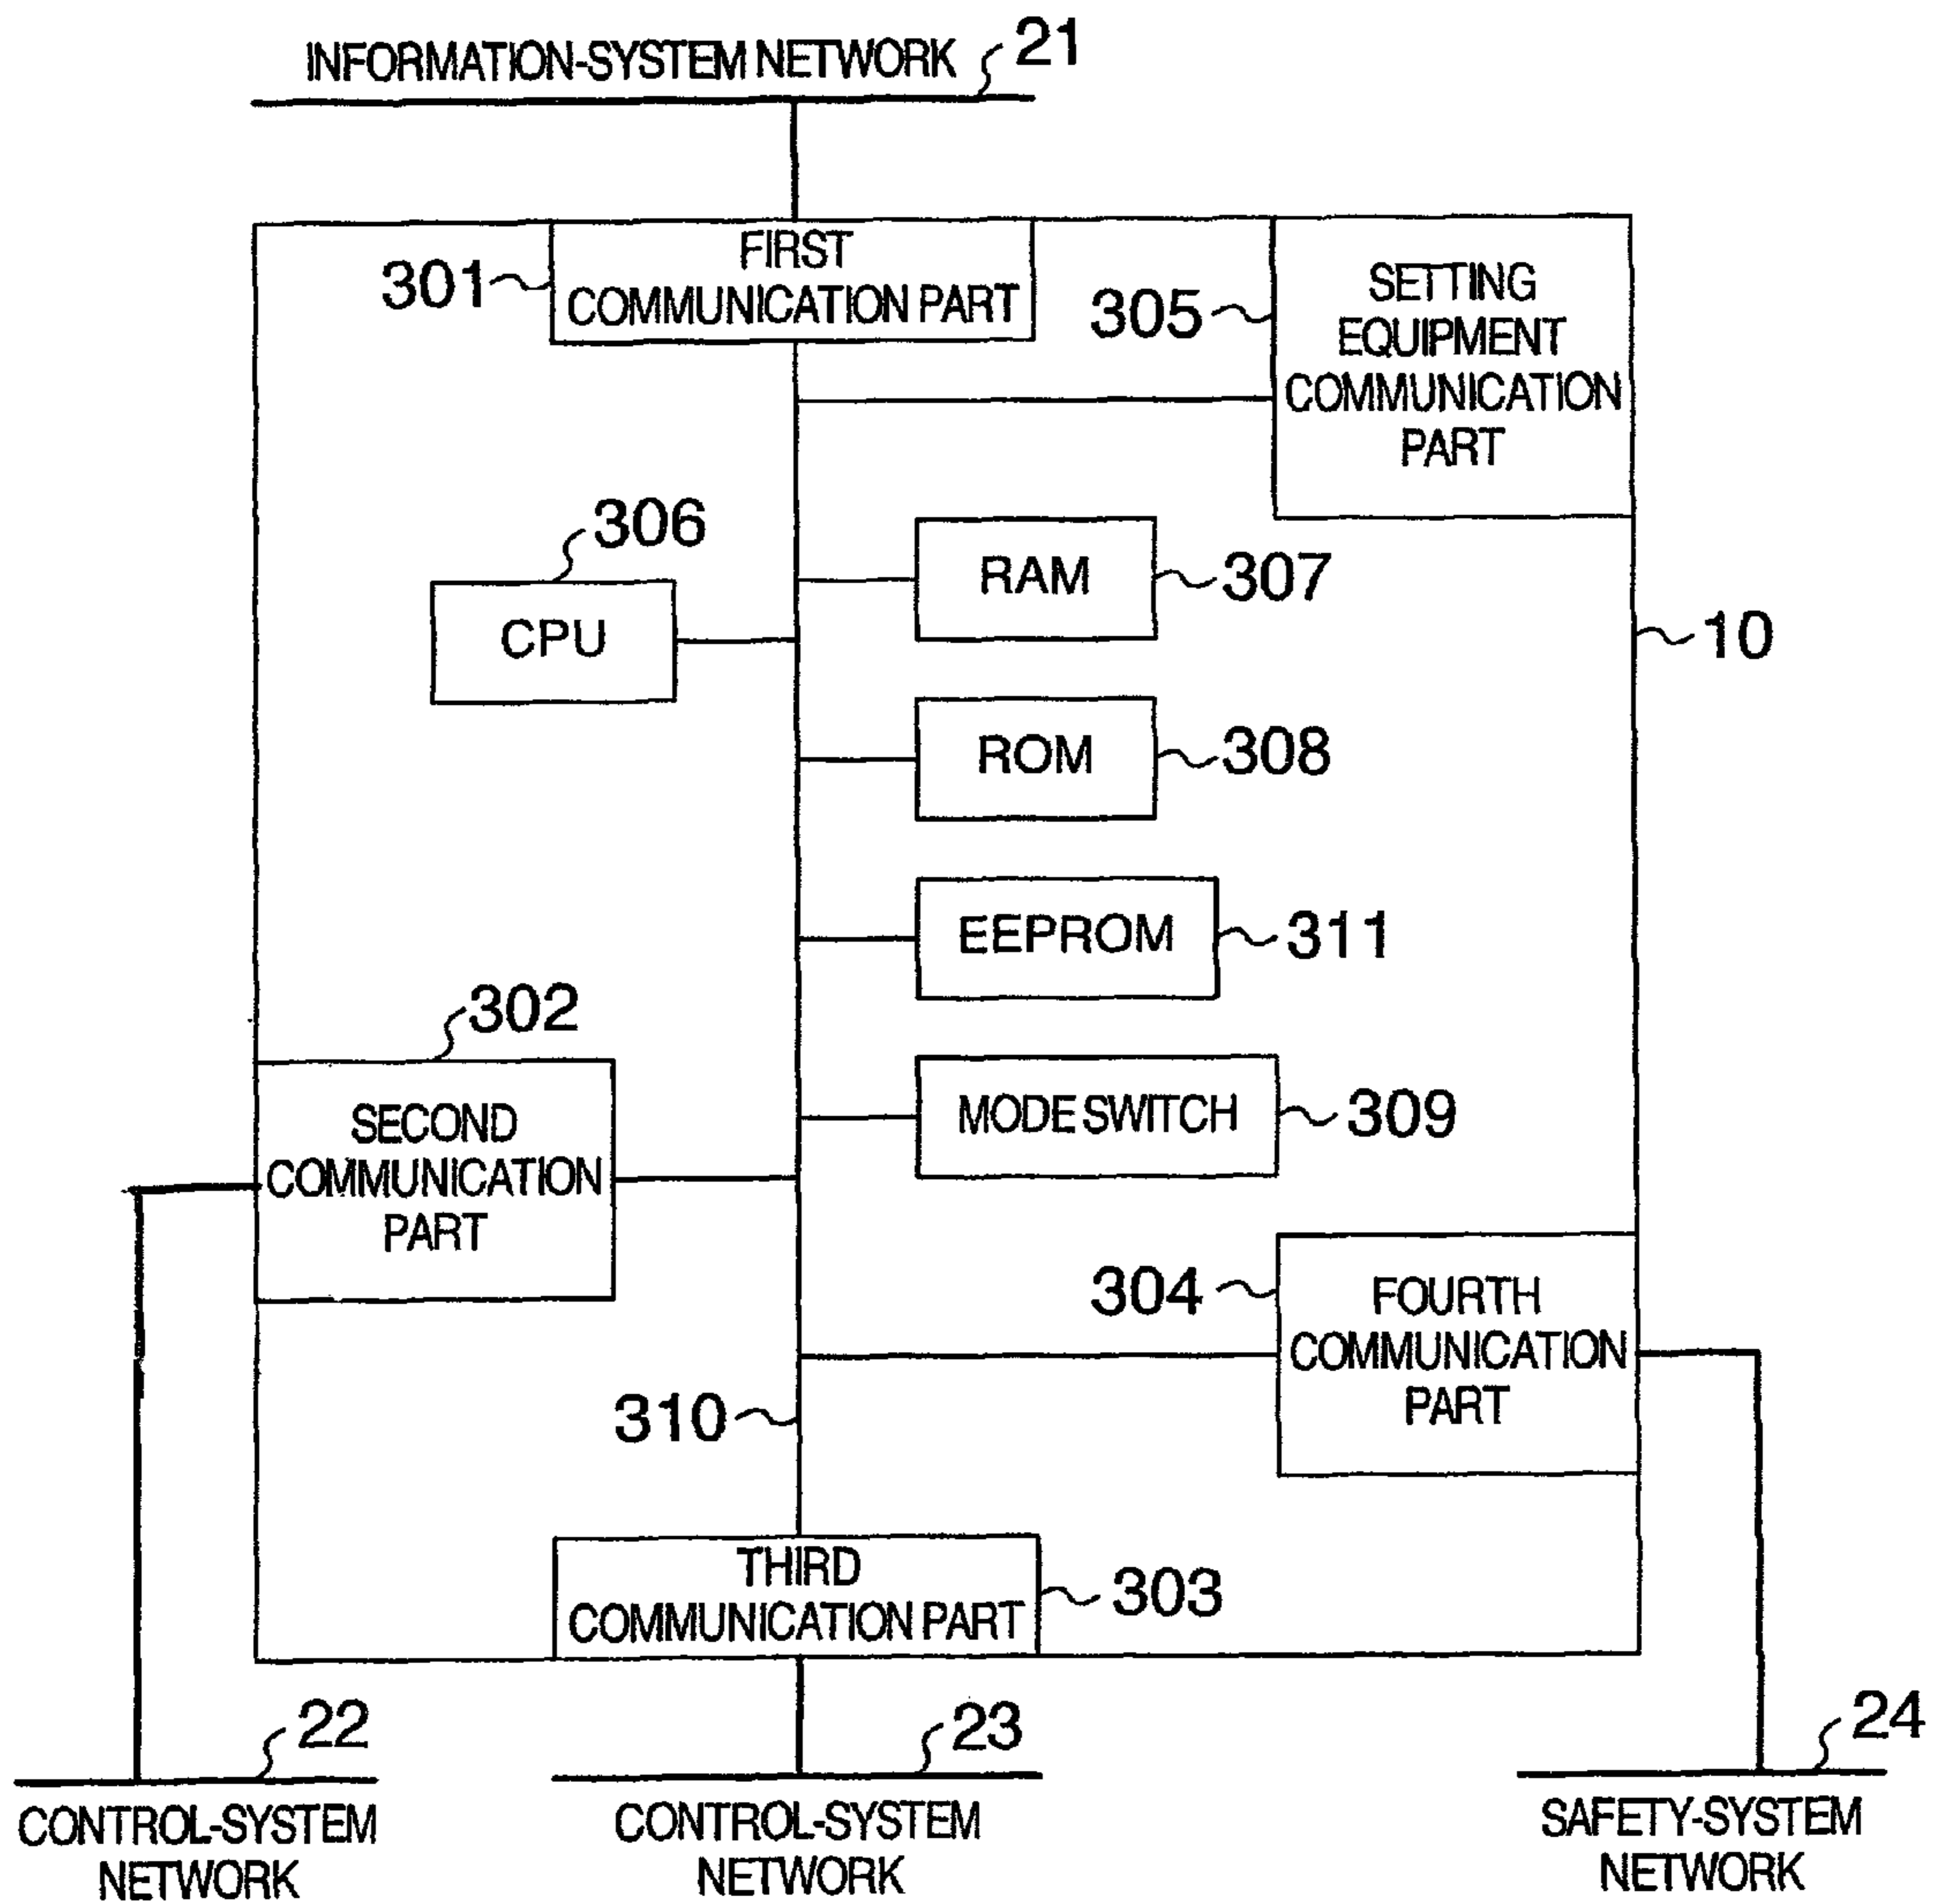 INFORMATION-SYSTEM NETWORK
21
FIRST
COMMUNICATION PART
301
305
SETTING
EQUIPMENT
COMMUNICATION
PART
306
CPU
RAM
307
10
ROM
308
EEPROM
311
302
SECOND
COMMUNICATION
PART
MODE SWITCH
309
304
FOURTH
COMMUNICATION
PART
310
THIRD
COMMUNICATION PART
303
22
CONTROL-SYSTEM
NETWORK
23
CONTROL-SYSTEM
NETWORK
24
SAFETY-SYSTEM
NETWORK